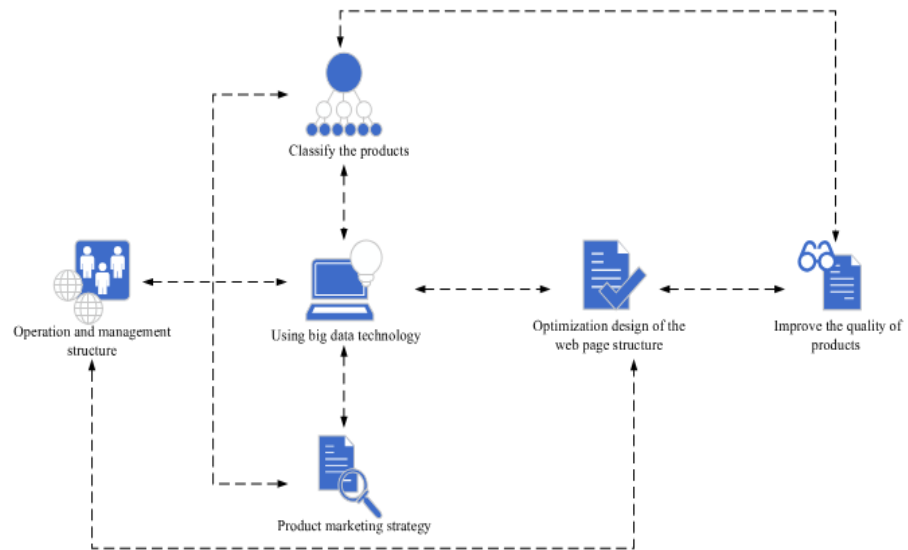 Classify the products
Operation and management
structure
Using big data technology
Optimization design of the
web page structure
Improve the quality of
products
Product marketing strategy